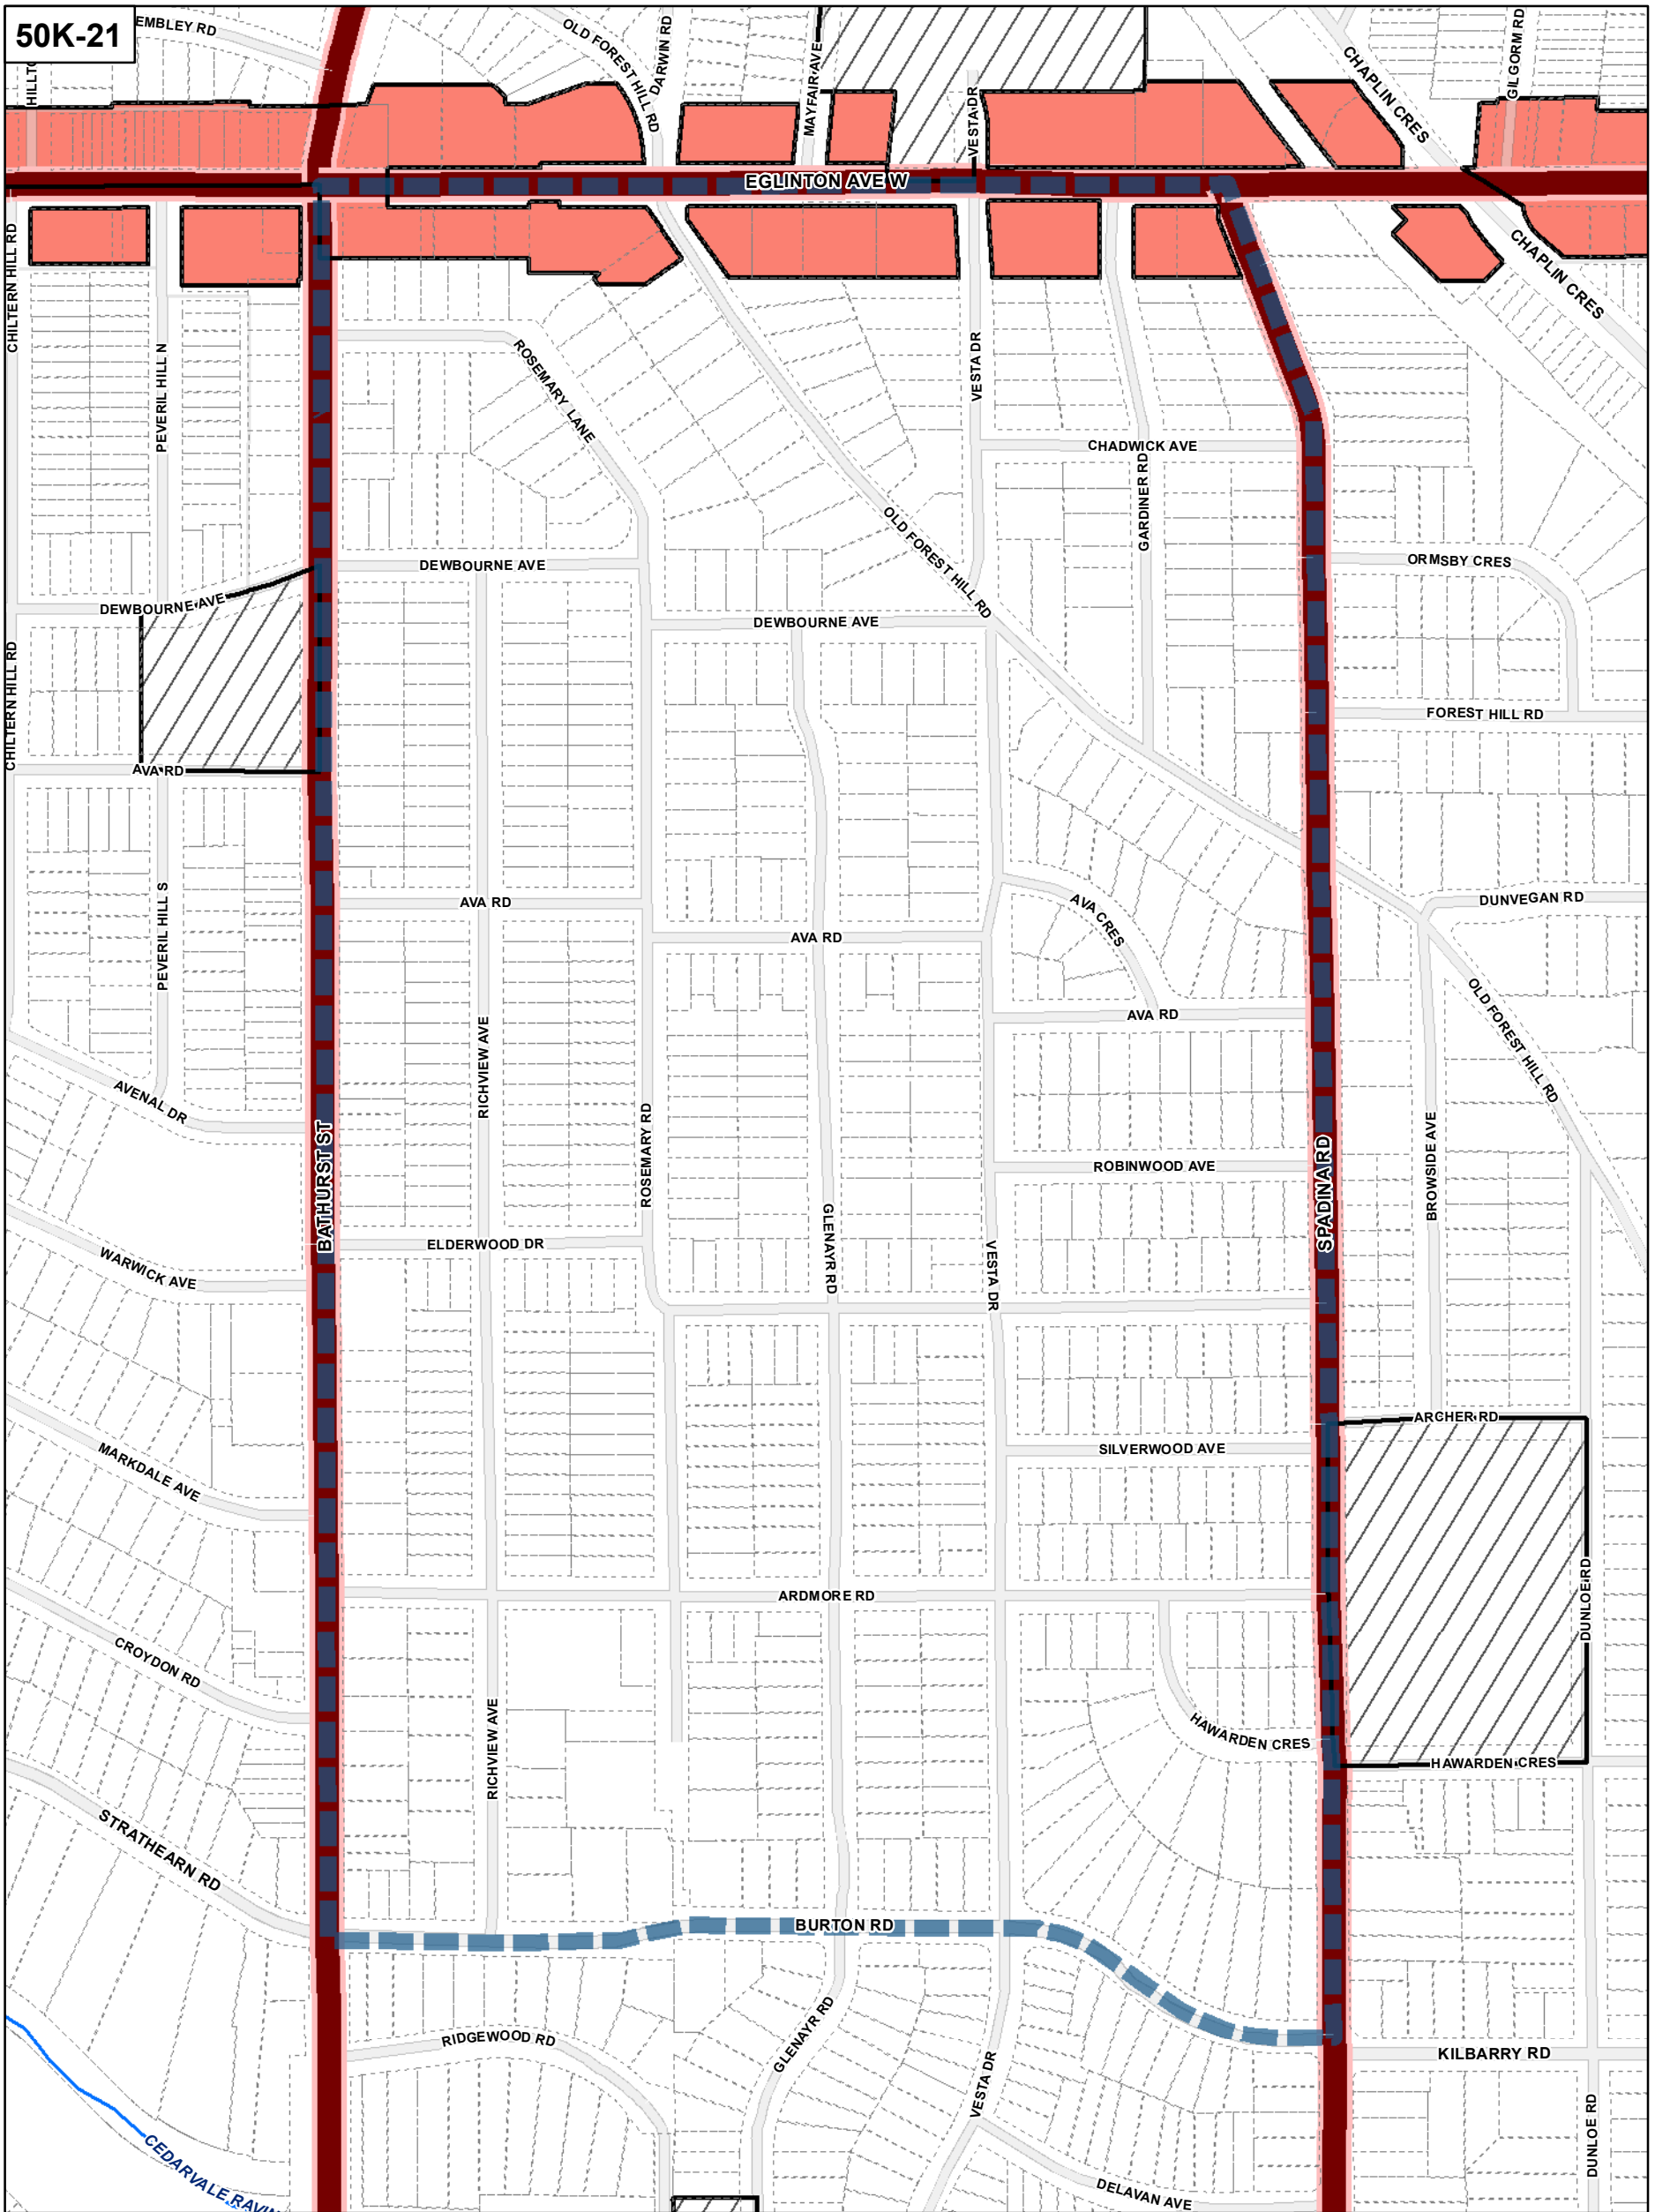 50K-21
EMBLEY RD
OLD FOREST HILL RD
DARWIN RD
MAYFAIR AVE
VESTA DR
CHAPLIN CRES
GILGORM RD
EGLINTON AVE W
CHILTERN HILL RD
PEVERIL HILL N
ROSEMARY LANE
VESTA DR
CHADWICK AVE
GARDINER RD
CHAPLIN CRES
OLD FOREST HILL RD
DEWBOURNE AVE
ORMSBY CRES
DEWBOURNE AVE
DEWBOURNE AVE
CHILTERN HILL RD
FOREST HILL RD
AVA RD
PEVERIL HILL S
AVA RD
AVA RD
AVA CRES
DUNVEGAN RD
AVA RD
OLD FOREST HILL RD
RICHVIEW AVE
AVENAL DR
BATHURST ST
ROSEMARY RD
ROBINWOOD AVE
SPADINA RD
BROWSIDE AVE
WARWICK AVE
ELDERWOOD DR
GLENAYR RD
VESTA DR
ARCHER RD
SILVERWOOD AVE
MARKDALE AVE
ARDMORE RD
DUNLOE RD
CROYDON RD
RICHVIEW AVE
HAWARDEN CRES
HAWARDEN CRES
STRATHEARN RD
BURTON RD
RIDGEWOOD RD
GLENAYR RD
VESTA DR
KILBARRY RD
DUNLOE RD
CEDARVALE RAVIN
DELAVAN AVE